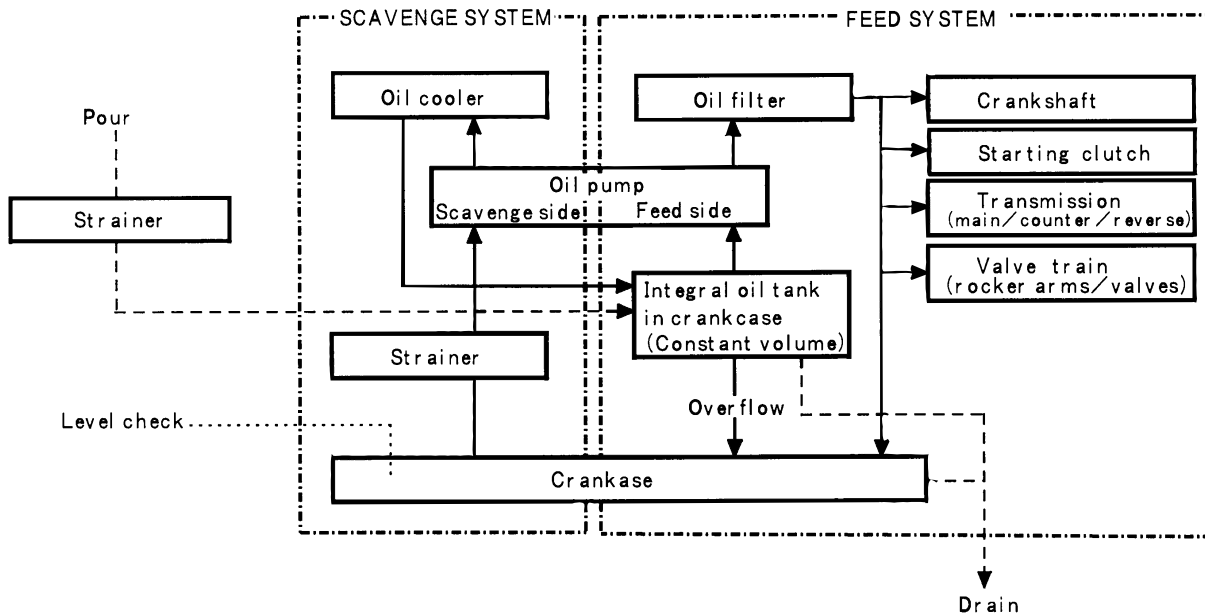 SCAVENGE SYSTEM
FEED SYSTEM
Oil cooler
Oil filter
Crankshaft
Pour
Starting clutch
Oil pump
Scavenge side
Feed side
Strainer
Transmission
(main/counter/reverse)
Valve train
(rocker arms/valves)
Integral oil tank
in crankcase
(Constant volume)
Strainer
Overflow
Level check
Crankase
Drain